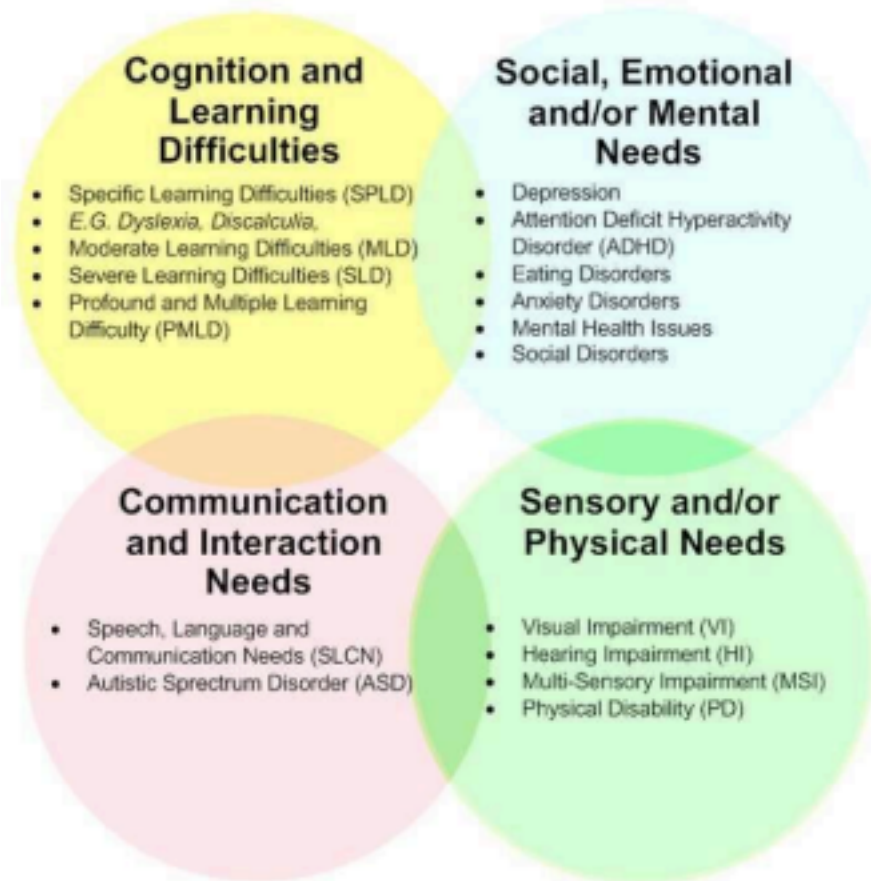 Cognition and
Learning
Difficulties
• Specific Learning Difficulties (SPLD)
• E.G. Dyslexia, Discalculia,
• Moderate Learning Difficulties (MLD)
• Severe Learning Difficulties (SLD)
• Profound and Multiple Learning
Difficulty (PMLD)
Social, Emotional
and/or Mental
Needs
• Depression
• Attention Deficit Hyperactivity
Disorder (ADHD)
• Eating Disorders
• Anxiety Disorders
• Mental Health Issues
• Social Disorders
Communication
and Interaction
Needs
• Speech, Language and
Communication Needs (SLCN)
• Autistic Sprectrum Disorder (ASD)
Sensory and/or
Physical Needs
• Visual Impairment (VI)
• Hearing Impairment (HI)
• Multi-Sensory Impairment (MSI)
• Physical Disability (PD)